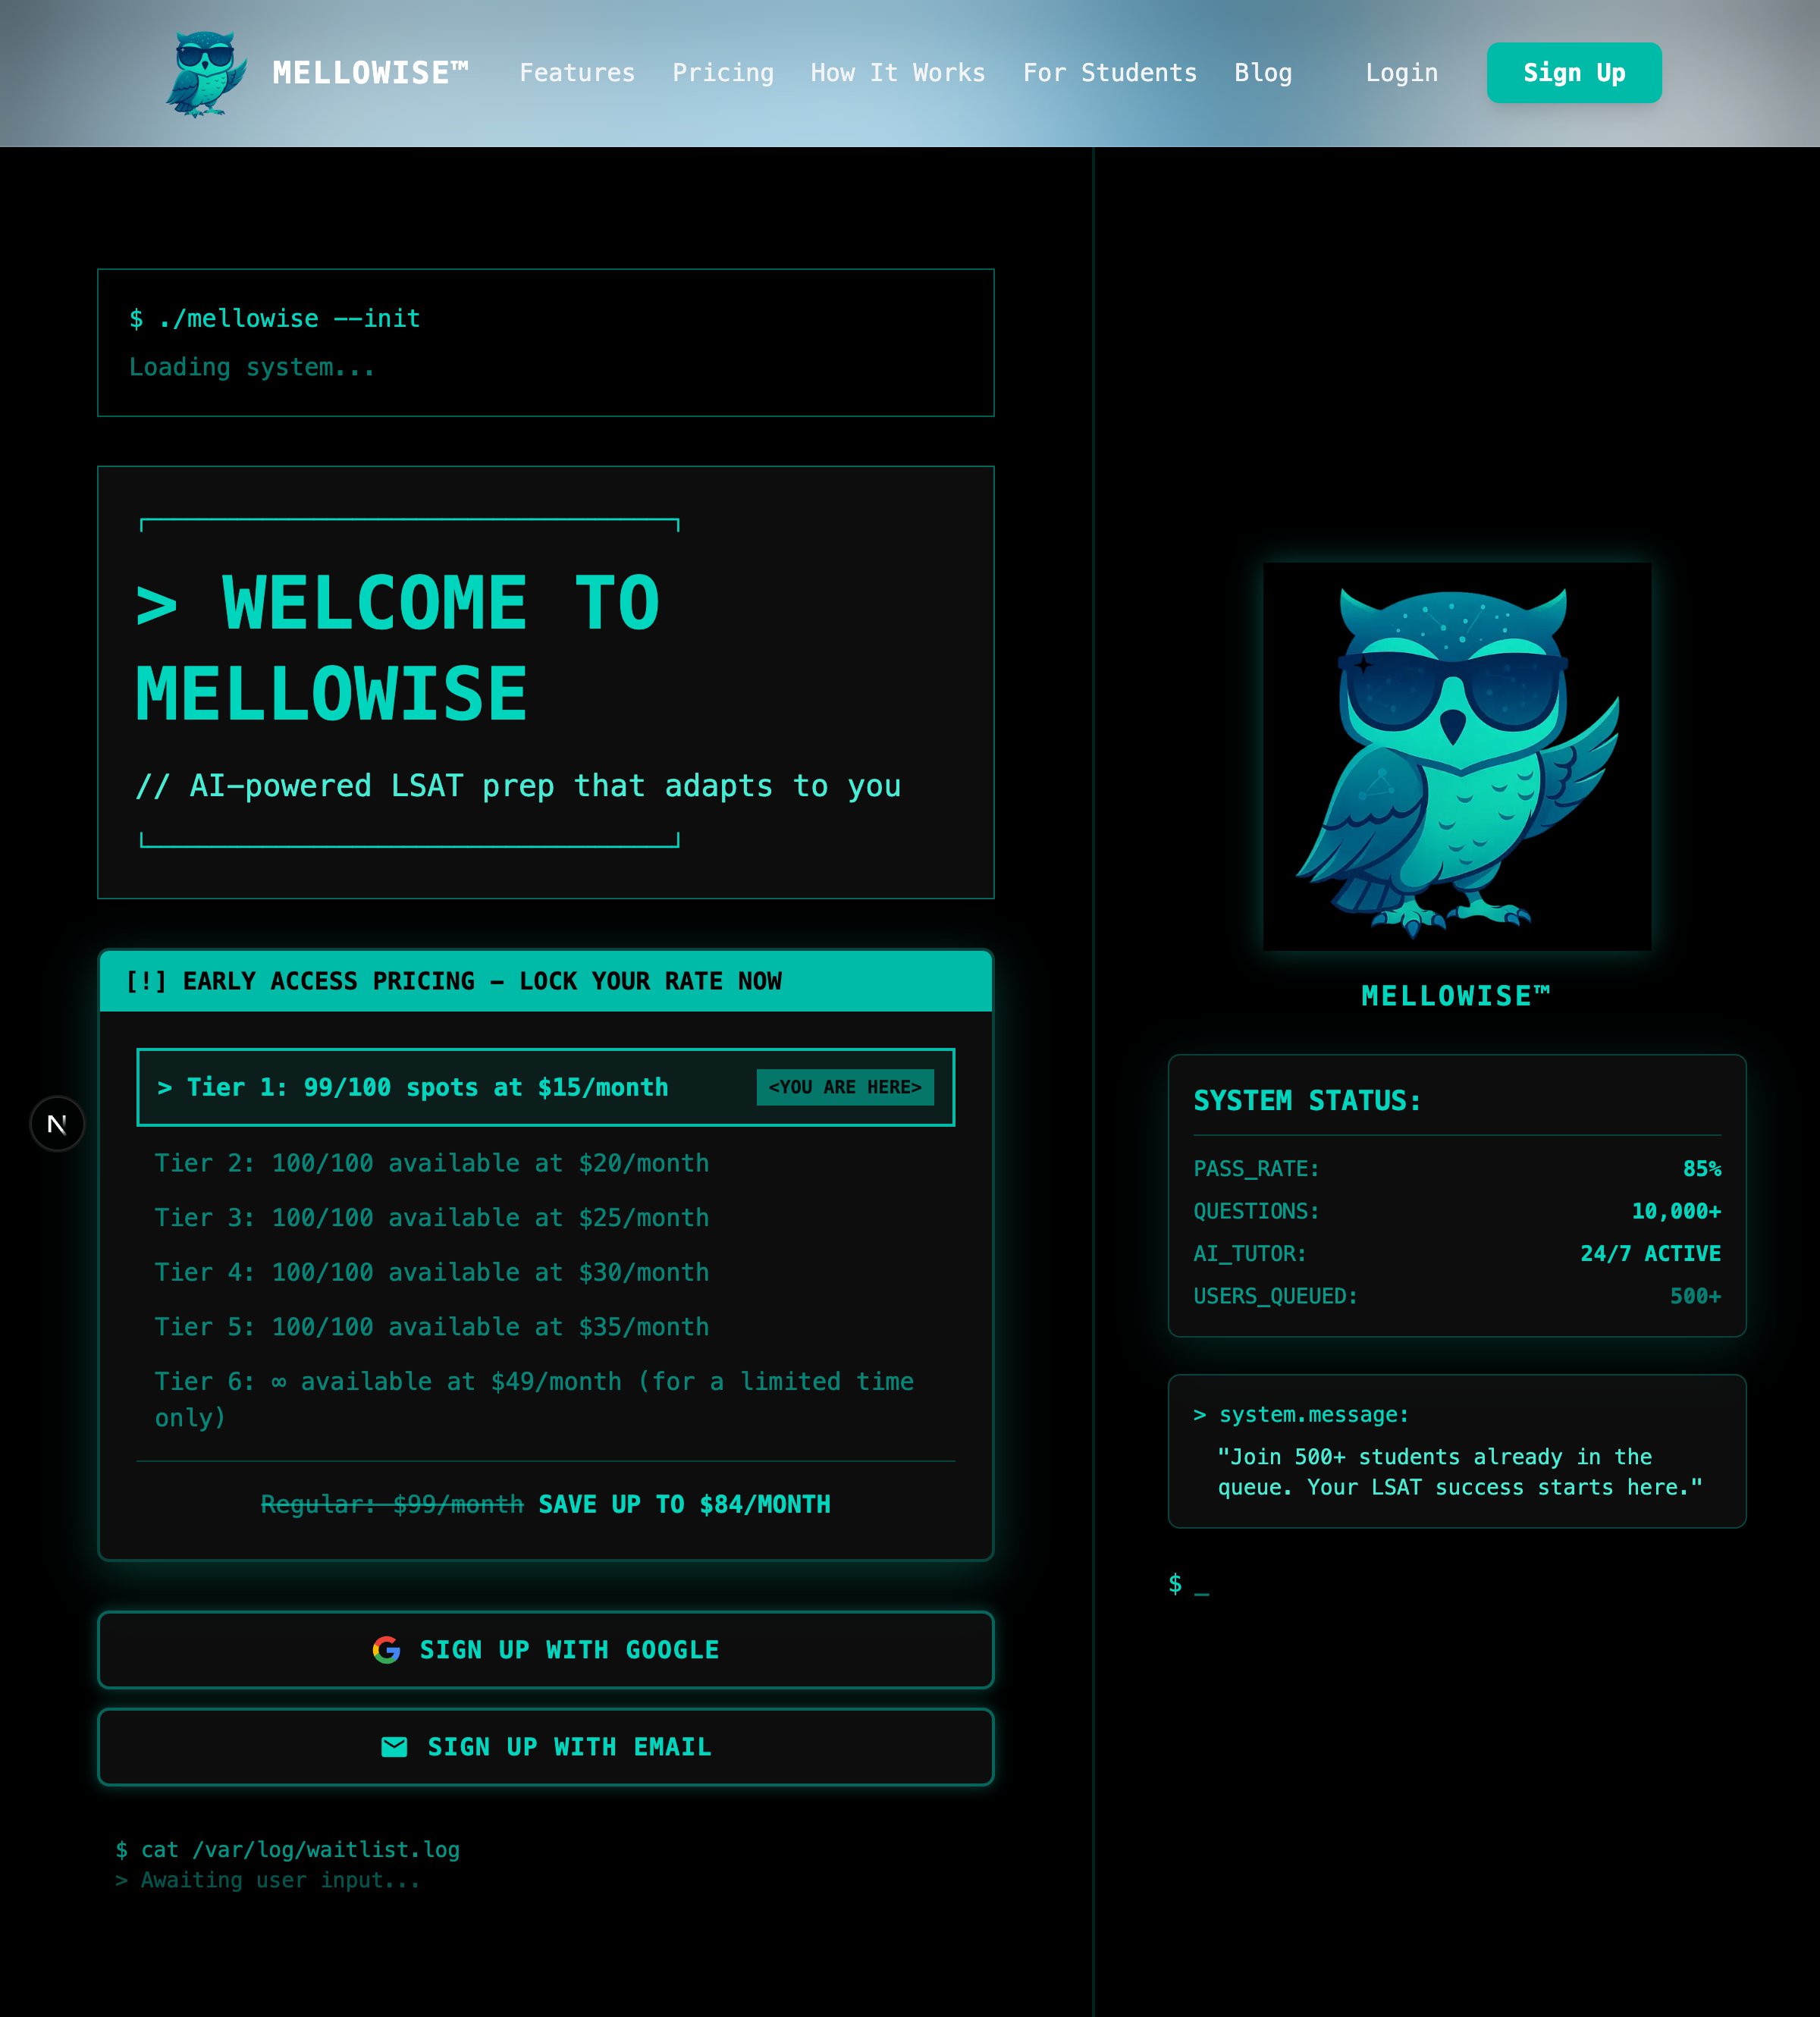 MELLOWISE™ Features Pricing How It Works For Students Blog Login Sign Up
$ ./mellowise --init
Loading system...
> WELCOME TO
MELLOWISE
// AI-powered LSAT prep that adapts to you
[!] EARLY ACCESS PRICING — LOCK YOUR RATE NOW
> Tier 1: 99/100 spots at $15/month <YOU ARE HERE>
Tier 2: 100/100 available at $20/month
Tier 3: 100/100 available at $25/month
Tier 4: 100/100 available at $30/month
Tier 5: 100/100 available at $35/month
Tier 6: ∞ available at $49/month (for a limited time
only)
Regular: $99/month SAVE UP TO $84/MONTH
SIGN UP WITH GOOGLE
SIGN UP WITH EMAIL
$ cat /var/log/waitlist.log
> Awaiting user input...
N
MELLOWISE™
SYSTEM STATUS:
PASS_RATE: 85%
QUESTIONS: 10,000+
AI_TUTOR: 24/7 ACTIVE
USERS_QUEUED: 500+
> system.message:
"Join 500+ students already in the
queue. Your LSAT success starts here."
$ _